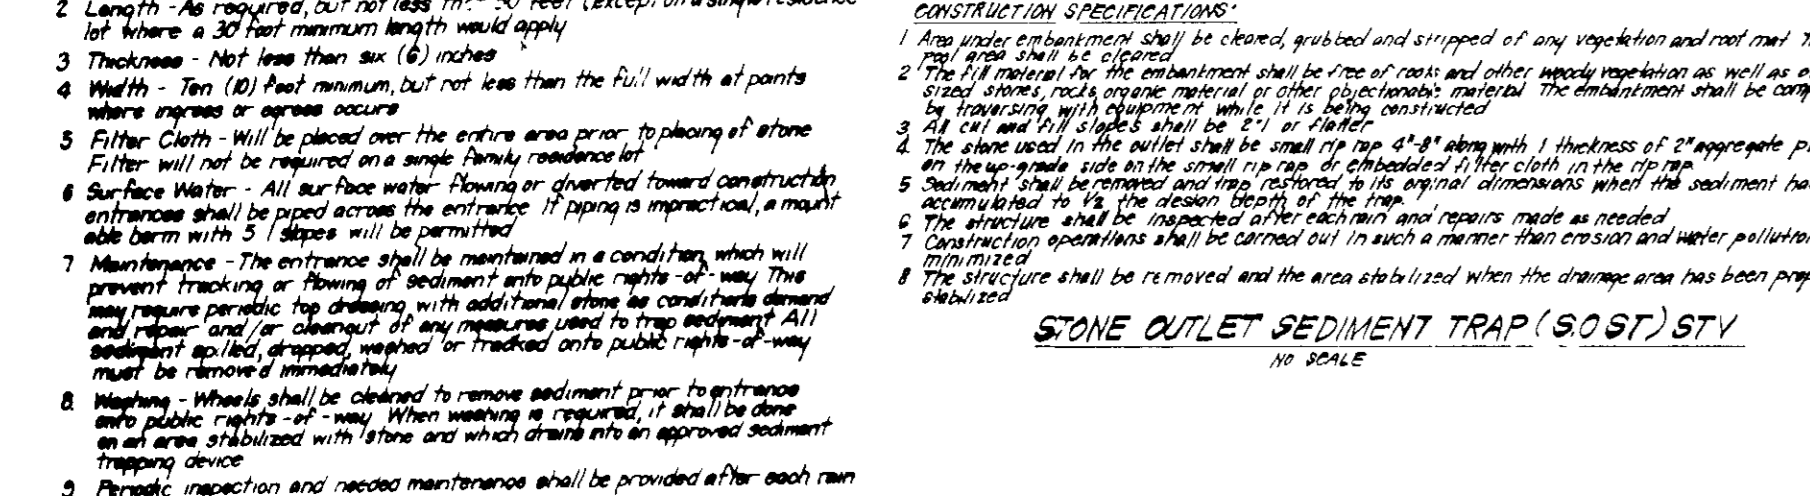 2 Length - As required, but not less than 50 feet (except on a single residence
lot where a 30 foot minimum length would apply
3 Thickness - Not less than six (6) inches
4 Width - Ten (10) foot minimum, but not less than the full width at points
where ingress or egress occurs
5 Filter Cloth - Will be placed over the entire area prior to placing of stone
Filter will not be required on a single family residence lot
6 Surface Water - All surface water flowing or diverted toward construction
entrances shall be piped across the entrance If piping is impractical, a mount
able berm with 5 1 slopes will be permitted
7 Maintenance - The entrance shall be maintained in a condition which will
prevent tracking or flowing of sediment onto public rights-of-way This
may require periodic top dressing with additional stone as conditions demand
and repair and/or cleanout of any measures used to trap sediment All
sediment spilled, dropped, washed or tracked onto public rights-of-way
must be removed immediately
8. Washing - Wheels shall be cleaned to remove sediment prior to entrance
onto public rights-of-way When washing is required, it shall be done
on an area stabilized with stone and which drains into an approved sediment
trapping device
9 Periodic inspection and needed maintenance shall be provided after each rain
CONSTRUCTION SPECIFICATIONS:
1 Area under embankment shall be cleared, grubbed and stripped of any vegetation and root mat
pool area shall be cleared
2 The fill material for the embankment shall be free of roots and other woody vegetation as well as
sized stones, rocks, organic material or other objectionable material The embankment shall be
by traversing with equipment while it is being constructed
3 All cut and fill slopes shall be 2:1 or flatter
4 The stone used in the outlet shall be small rip rap 4"-8" along with 1 thickness of 2" aggregate
on the up-grade side on the small rip rap or embedded filter cloth in the rip rap
5 Sediment shall be removed and trap restored to its orginal dimensions when the sediment
accumulated to 1/2 the design depth of the trap.
6 The structure shall be inspected after each rain and repairs made as needed
7 Construction operations shall be carried out in such a manner than erosion and water
minimized
8 The structure shall be removed and the area stabilized when the drainage area has been
stabilized
STONE OUTLET SEDIMENT TRAP (S.O.S.T.) STV
NO SCALE